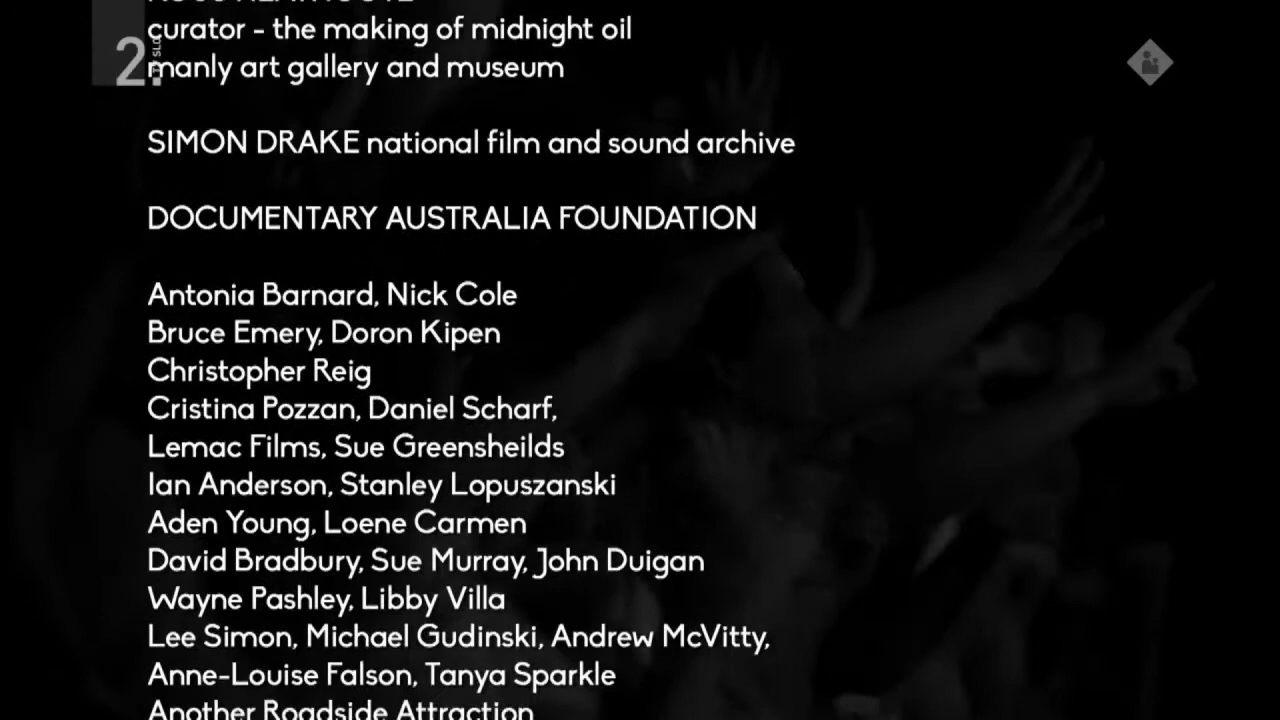 curator - the making of midnight oil
manly art gallery and museum
2.
SLO
SIMON DRAKE national film and sound archive
DOCUMENTARY AUSTRALIA FOUNDATION
Antonia Barnard, Nick Cole
Bruce Emery, Doron Kipen
Christopher Reig
Cristina Pozzan, Daniel Scharf,
Lemac Films, Sue Greensheilds
Ian Anderson, Stanley Lopuszanski
Aden Young, Loene Carmen
David Bradbury, Sue Murray, John Duigan
Wayne Pashley, Libby Villa
Lee Simon, Michael Gudinski, Andrew McVitty,
Anne-Louise Falson, Tanya Sparkle
Another Roadside Attraction